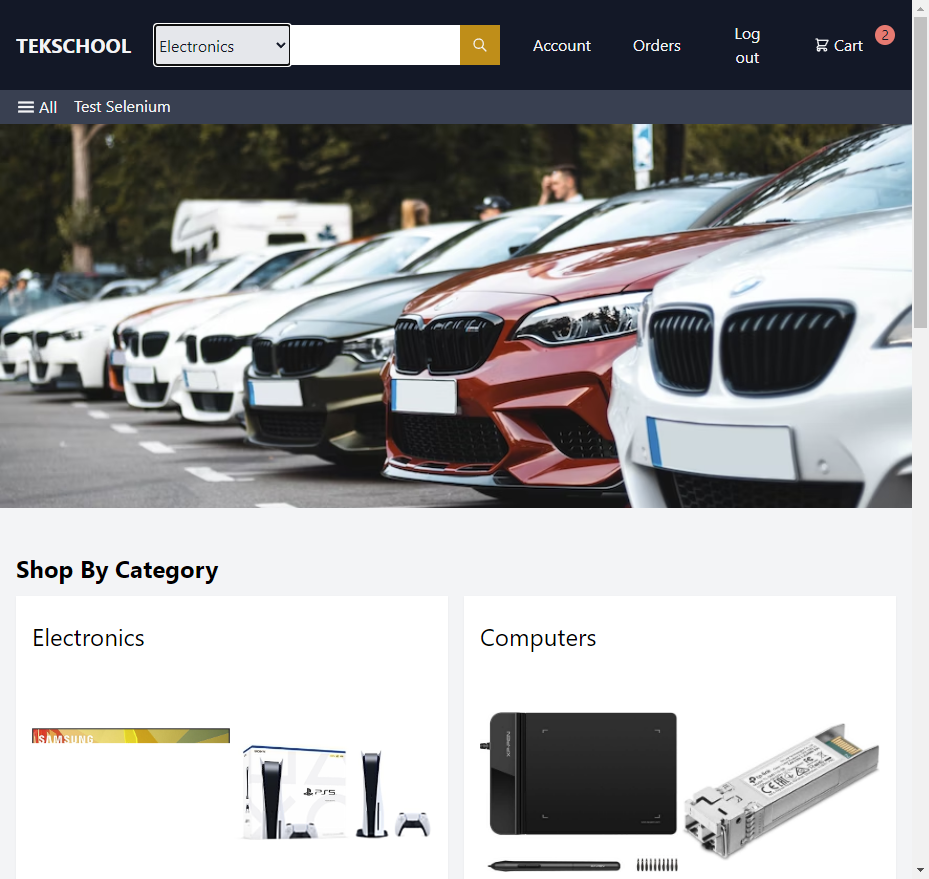 TEKSCHOOL Electronics Account Orders Log out Cart 2
All Test Selenium
Shop By Category
Electronics Computers
SAMSUNG
PS5